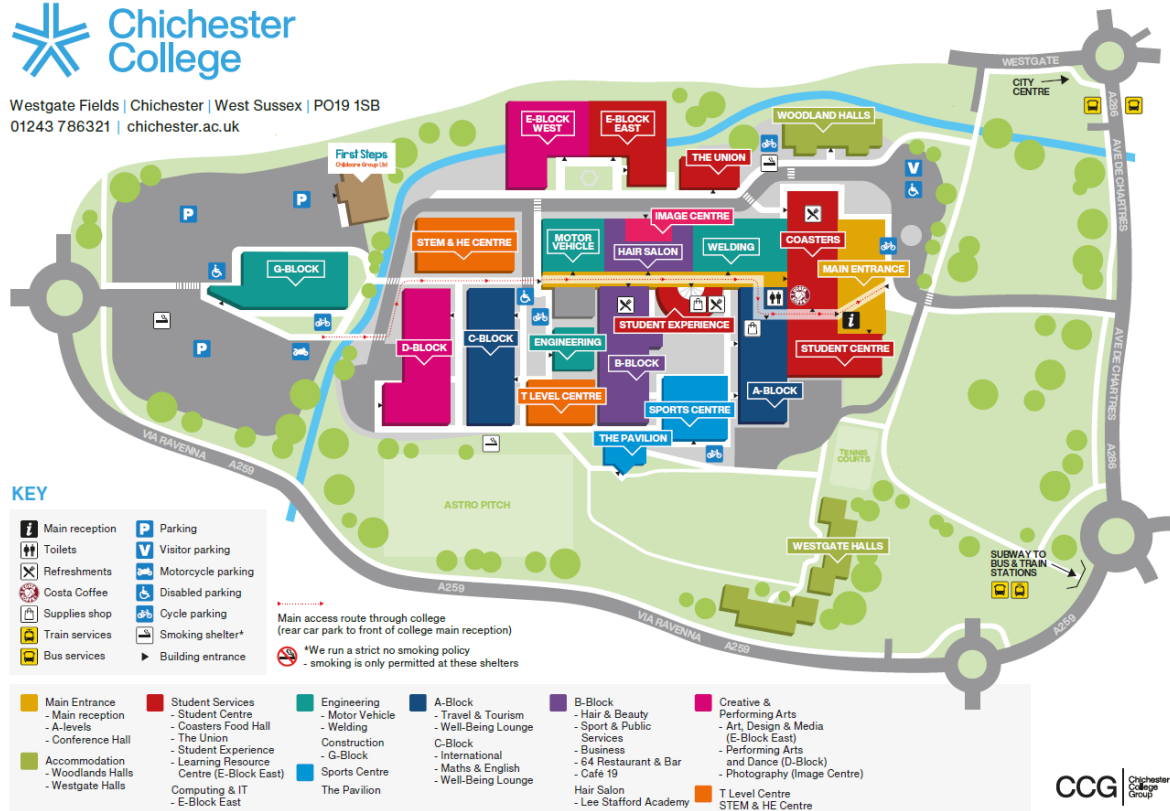 Chichester
College
Westgate Fields | Chichester | West Sussex | PO19 1SB
01243 786321 | chichester.ac.uk
WESTGATE
CITY
CENTRE
A286
AVE DE CHARTRES
First Steps
Childcare Group Ltd
E-BLOCK
WEST
E-BLOCK
EAST
THE UNION
WOODLAND HALLS
P
P
V
STEM & HE CENTRE
MOTOR
VEHICLE
IMAGE CENTRE
HAIR SALON
WELDING
COASTERS
MAIN ENTRANCE
G-BLOCK
P
D-BLOCK
C-BLOCK
ENGINEERING
STUDENT EXPERIENCE
i
STUDENT CENTRE
B-BLOCK
T LEVEL CENTRE
SPORTS CENTRE
A-BLOCK
THE PAVILION
AVE DE CHARTRES
A286
VIA RAVENNA
A259
TENNIS
COURTS
ASTRO PITCH
WESTGATE HALLS
SUBWAY TO
BUS & TRAIN
STATIONS
A259
VIA RAVENNA
A259
A259
KEY
i Main reception
Toilets
Refreshments
Costa Coffee
Supplies shop
Train services
Bus services
P Parking
V Visitor parking
Motorcycle parking
Disabled parking
Cycle parking
Smoking shelter*
Building entrance
Main access route through college
(rear car park to front of college main reception)
*We run a strict no smoking policy
- smoking is only permitted at these shelters
Main Entrance
- Main reception
- A-levels
- Conference Hall
Accommodation
- Woodlands Halls
- Westgate Halls
Student Services
- Student Centre
- Coasters Food Hall
- The Union
- Student Experience
- Learning Resource
Centre (E-Block East)
Computing & IT
- E-Block East
Engineering
- Motor Vehicle
- Welding
Construction
- G-Block
Sports Centre
The Pavilion
A-Block
- Travel & Tourism
- Well-Being Lounge
C-Block
- International
- Maths & English
- Well-Being Lounge
B-Block
- Hair & Beauty
- Sport & Public
Services
- Business
- 64 Restaurant & Bar
- Café 19
Hair Salon
- Lee Stafford Academy
Creative &
Performing Arts
- Art, Design & Media
(E-Block East)
- Performing Arts
and Dance (D-Block)
- Photography (Image Centre)
T Level Centre
STEM & HE Centre
CCG
Chichester
College
Group